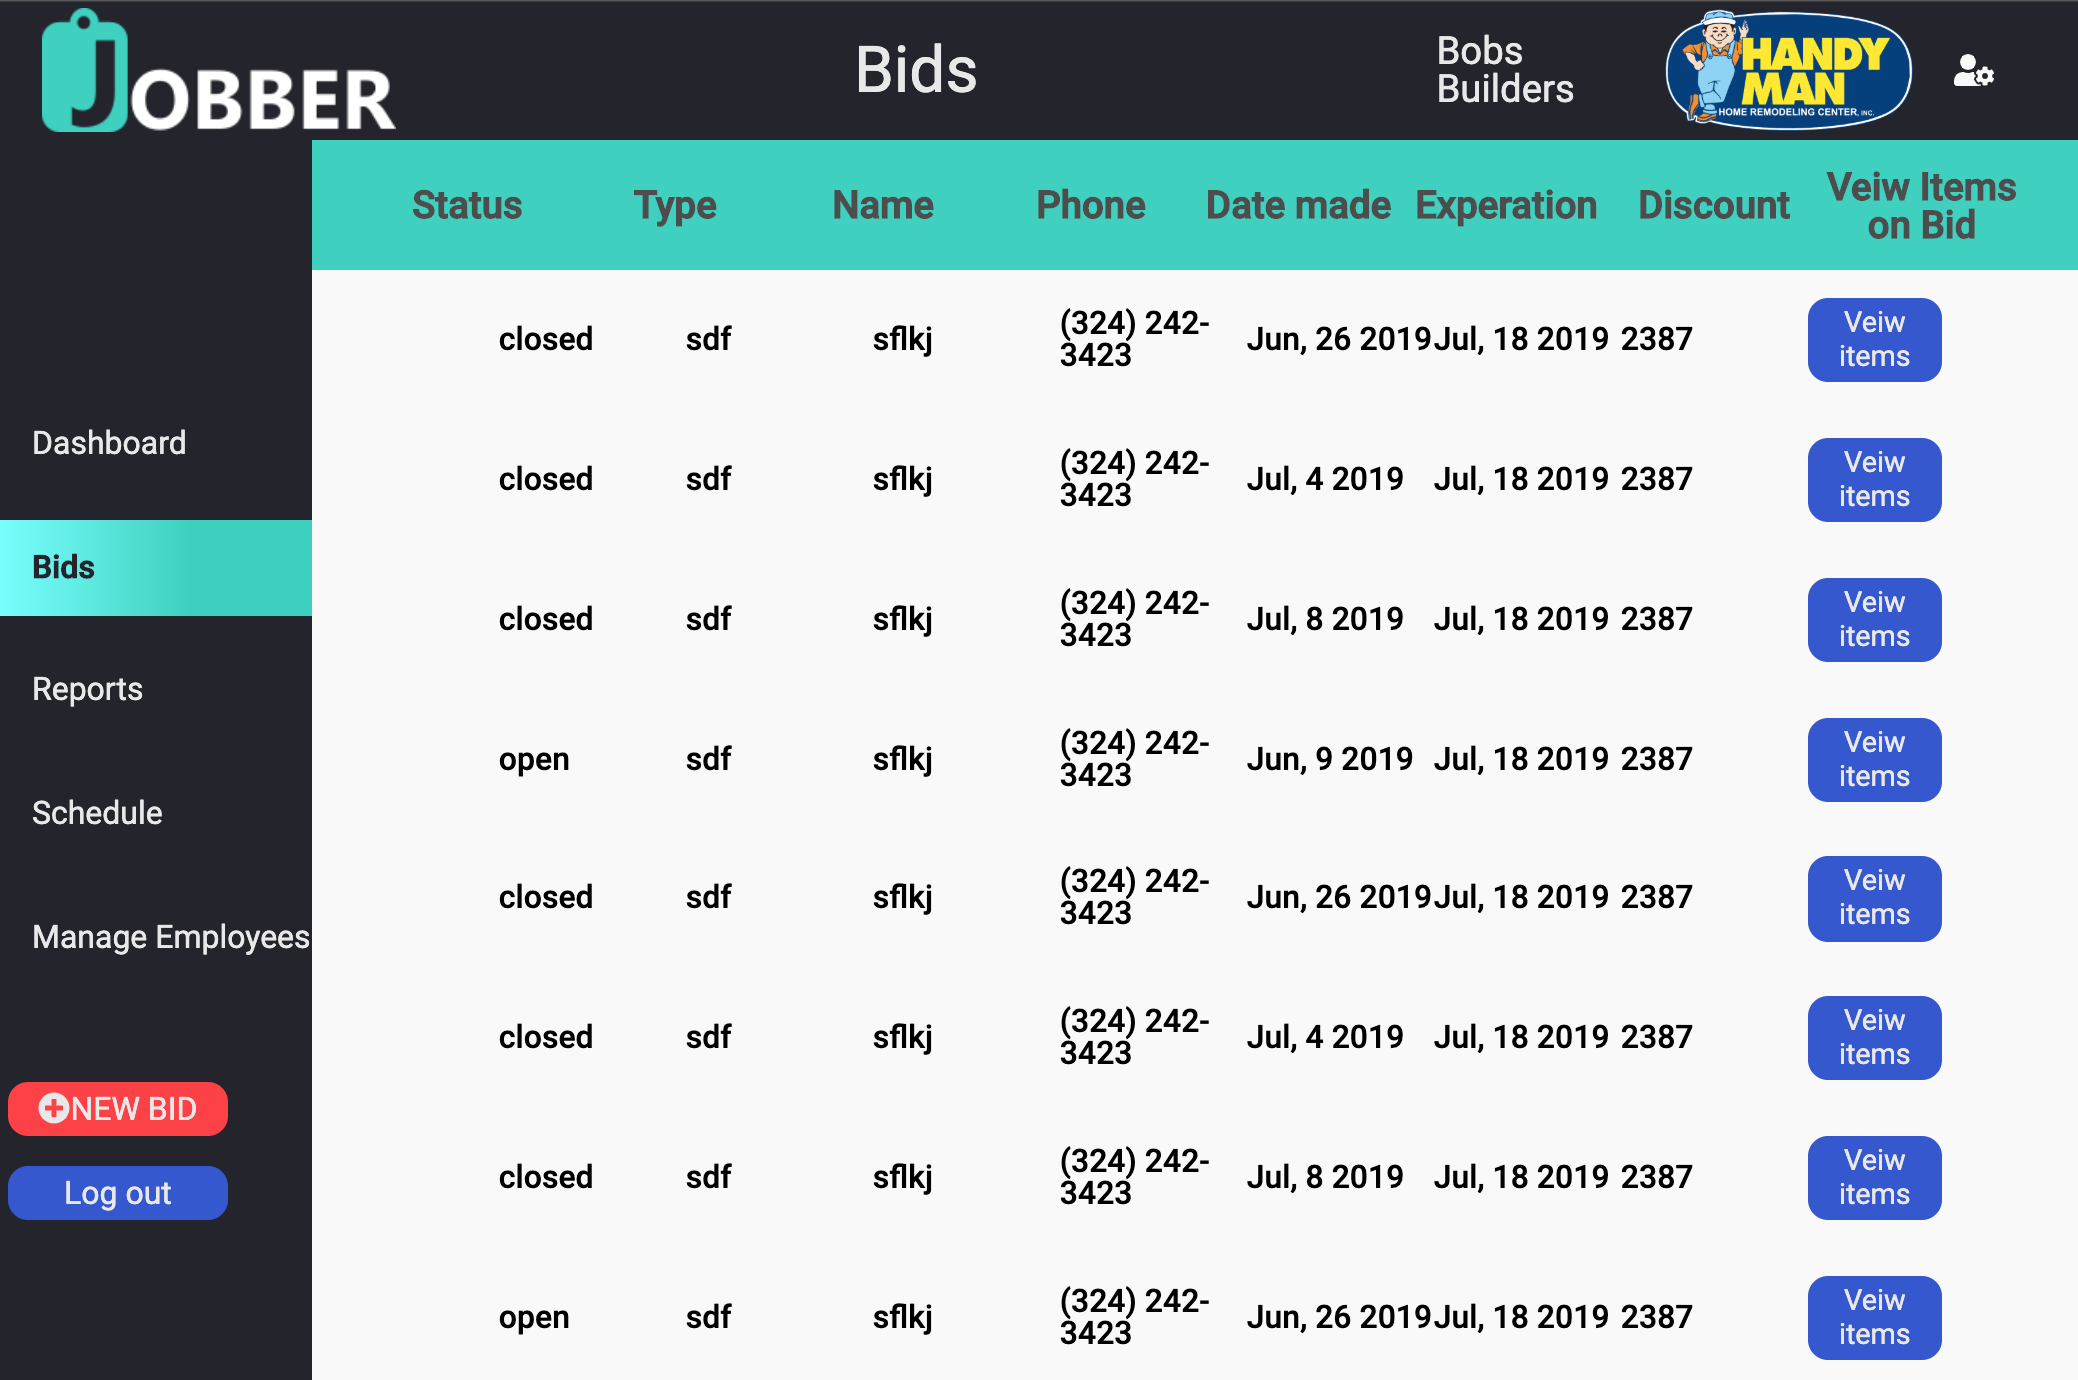 JOBBER
Bids
Bobs
Builders
HANDY
MAN
HOME REMODELING CENTER, INC.
Status Type Name Phone Date made Experation Discount Veiw Items
on Bid
closed sdf sflkj (324) 242-
3423 Jun, 26 2019 Jul, 18 2019 2387 Veiw
items
closed sdf sflkj (324) 242-
3423 Jul, 4 2019 Jul, 18 2019 2387 Veiw
items
closed sdf sflkj (324) 242-
3423 Jul, 8 2019 Jul, 18 2019 2387 Veiw
items
open sdf sflkj (324) 242-
3423 Jun, 9 2019 Jul, 18 2019 2387 Veiw
items
closed sdf sflkj (324) 242-
3423 Jun, 26 2019 Jul, 18 2019 2387 Veiw
items
closed sdf sflkj (324) 242-
3423 Jul, 4 2019 Jul, 18 2019 2387 Veiw
items
closed sdf sflkj (324) 242-
3423 Jul, 8 2019 Jul, 18 2019 2387 Veiw
items
open sdf sflkj (324) 242-
3423 Jun, 26 2019 Jul, 18 2019 2387 Veiw
items
Dashboard
Bids
Reports
Schedule
Manage Employees
NEW BID
Log out